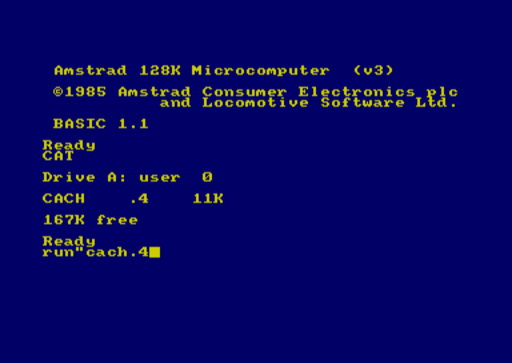 Amstrad 128K Microcomputer  (v3)
©1985 Amstrad Consumer Electronics plc
and Locomotive Software Ltd.
BASIC 1.1
Ready
CAT
Drive A: user  0
CACH    .4    11K
167K free
Ready
run"cach.4